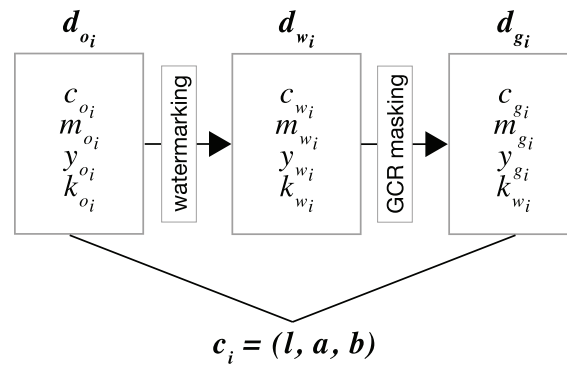 d_{o_i} d_{w_i} d_{g_i}
c_{o_i} c_{w_i} c_{g_i}
m_{o_i} m_{w_i} m_{g_i}
y_{o_i} y_{w_i} y_{g_i}
k_{o_i} k_{w_i} k_{w_i}
watermarking
GCR masking
c_i = (l, a, b)